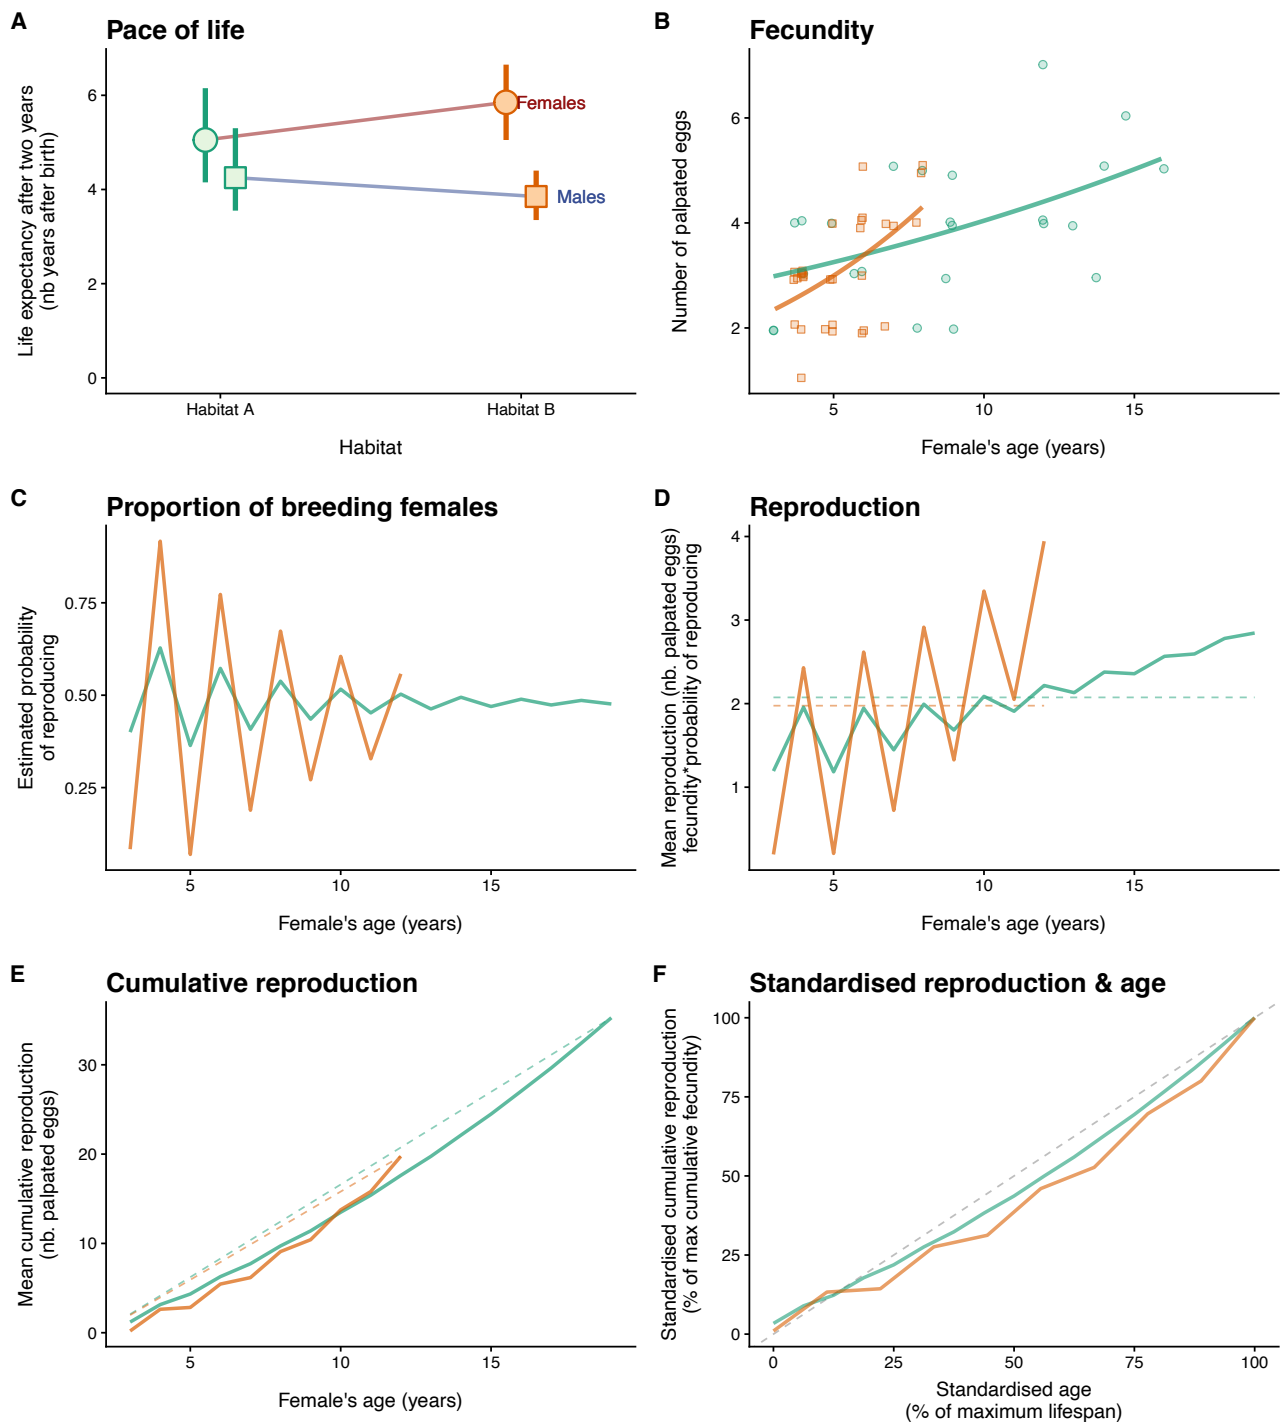 A
Pace of life
Life expectancy after two years
(nb years after birth)
6
4
2
0
Females
Males
Habitat A
Habitat B
Habitat
B
Fecundity
Number of palpated eggs
6
4
2
5
10
15
Female's age (years)
C
Proportion of breeding females
Estimated probability
of reproducing
0.75
0.50
0.25
5
10
15
Female's age (years)
D
Reproduction
Mean reproduction (nb. palpated eggs)
fecundity*probability of reproducing
4
3
2
1
5
10
15
Female's age (years)
E
Cumulative reproduction
Mean cumulative reproduction
(nb. palpated eggs)
30
20
10
0
5
10
15
Female's age (years)
F
Standardised reproduction & age
Standardised cumulative reproduction
(% of max cumulative fecundity)
100
75
50
25
0
0
25
50
75
100
Standardised age
(% of maximum lifespan)